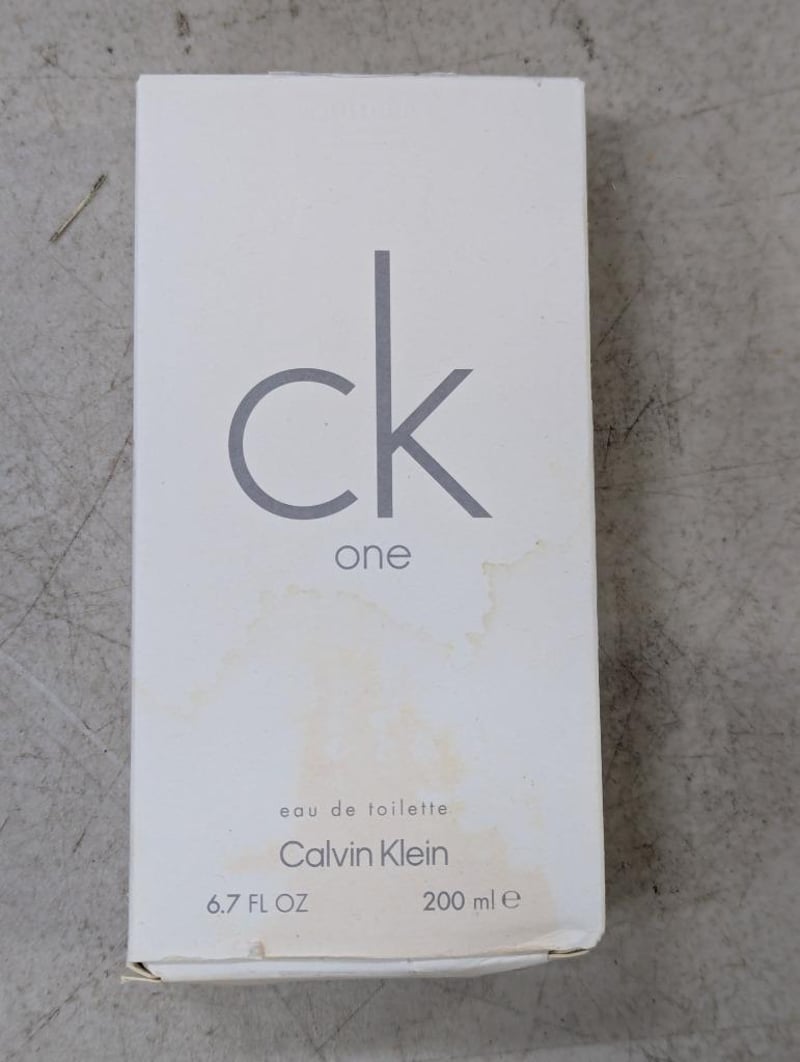 ck
one
eau de toilette
Calvin Klein
6.7 FL OZ 200 ml ℮